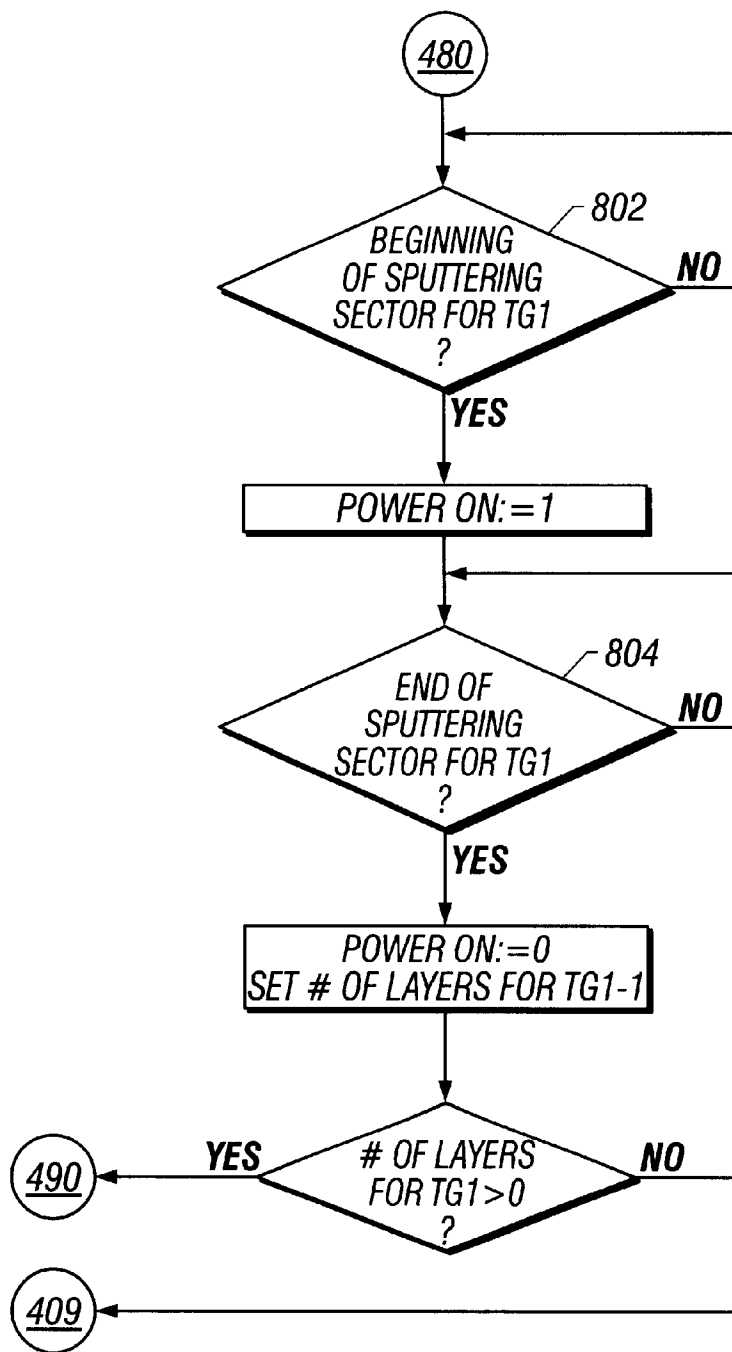 480
802
BEGINNING
OF SPUTTERING
SECTOR FOR TG1
?
NO
YES
POWER ON:=1
804
END OF
SPUTTERING
SECTOR FOR TG1
?
NO
YES
POWER ON:=0
SET # OF LAYERS FOR TG1-1
490
YES
# OF LAYERS
FOR TG1>0
?
NO
409